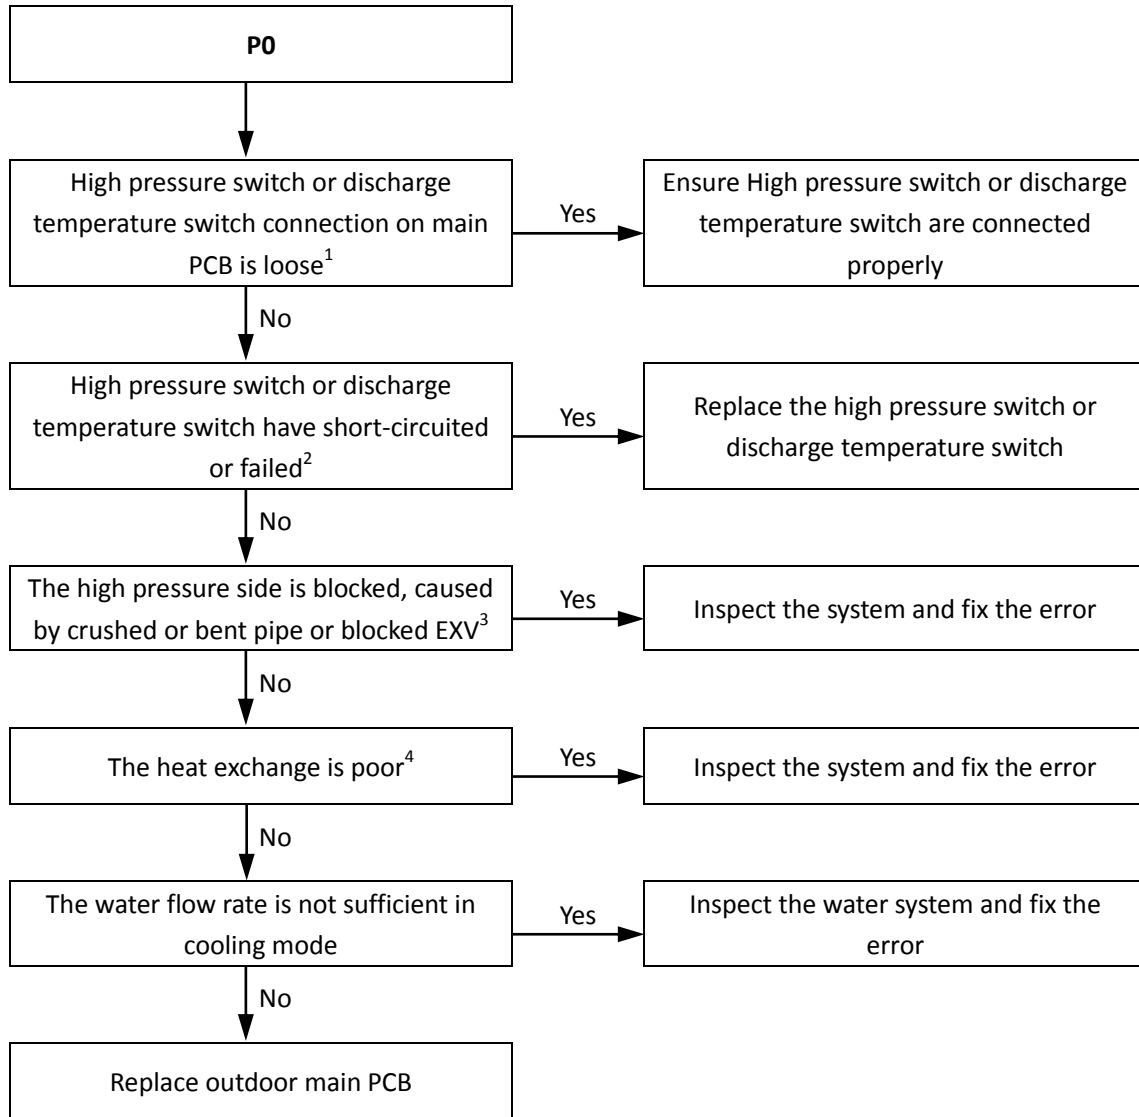 P0
High pressure switch or discharge
temperature switch connection on main
PCB is loose1
Yes
Ensure High pressure switch or discharge
temperature switch are connected
properly
No
High pressure switch or discharge
temperature switch have short-circuited
or failed2
Yes
Replace the high pressure switch or
discharge temperature switch
No
The high pressure side is blocked, caused
by crushed or bent pipe or blocked EXV3
Yes
Inspect the system and fix the error
No
The heat exchange is poor4
Yes
Inspect the system and fix the error
No
The water flow rate is not sufficient in
cooling mode
Yes
Inspect the water system and fix the
error
No
Replace outdoor main PCB